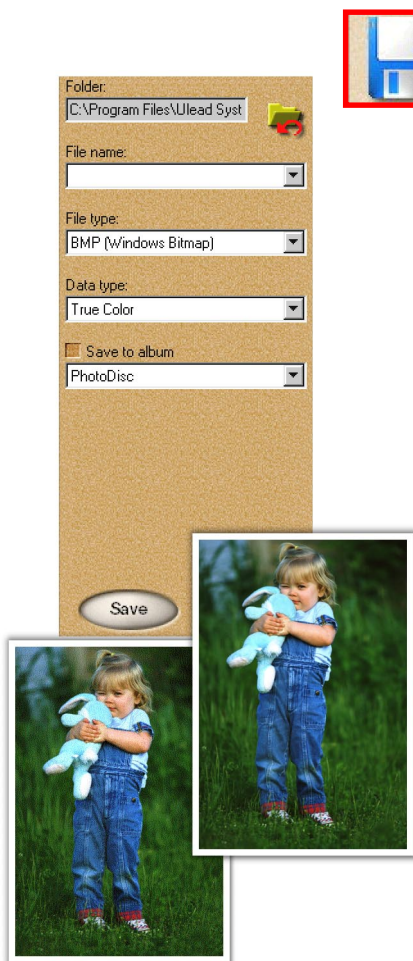 Folder:
C:\Program Files\Ulead Syst
File name:
File type:
BMP (Windows Bitmap)
Data type:
True Color
Save to album
PhotoDisc
Save